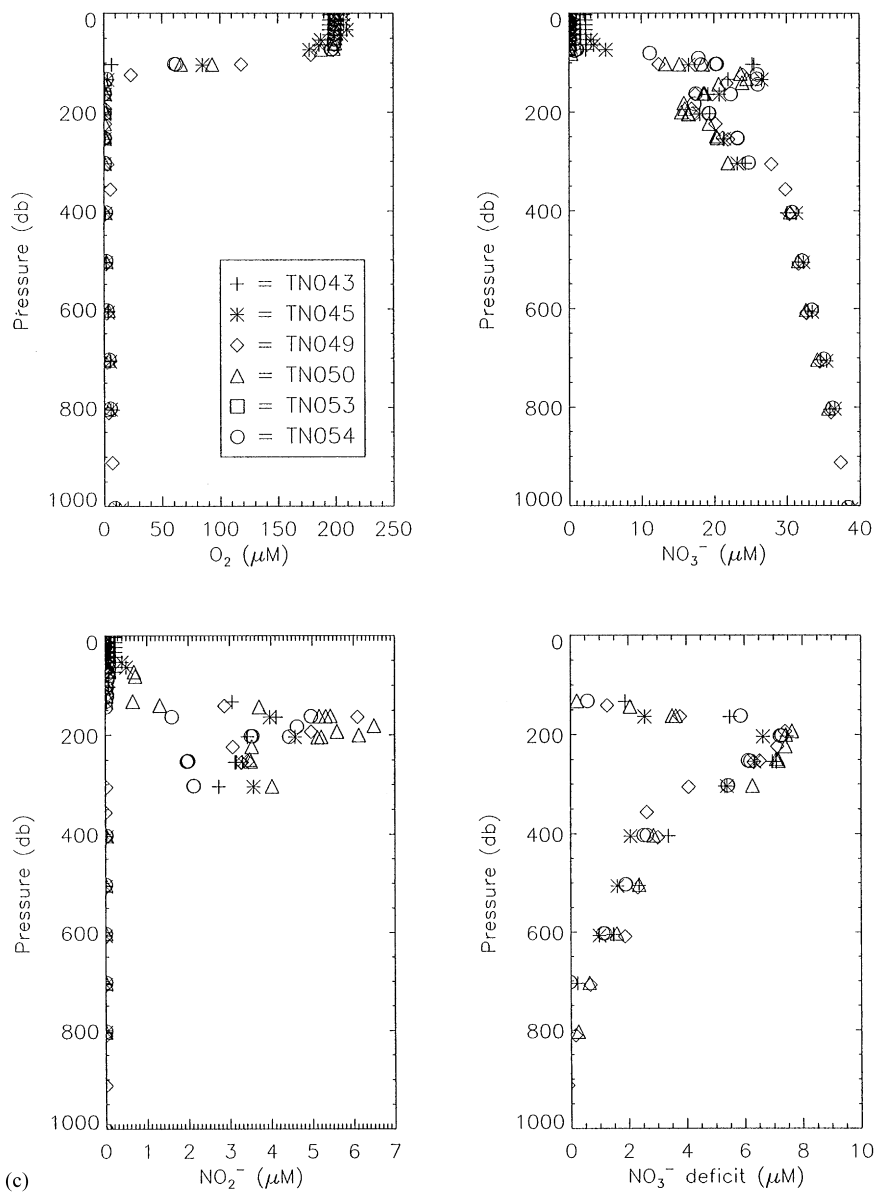 0
200
400
600
800
1000
Pressure (db)
+ = TN043
✳ = TN045
◇ = TN049
△ = TN050
□ = TN053
○ = TN054
0 50 100 150 200 250
O₂ (μM)
0
200
400
600
800
1000
Pressure (db)
0 10 20 30 40
NO₃⁻ (μM)
0
200
400
600
800
1000
Pressure (db)
0 1 2 3 4 5 6 7
NO₂⁻ (μM)
0
200
400
600
800
1000
Pressure (db)
0 2 4 6 8 10
NO₃⁻ deficit (μM)
(c)